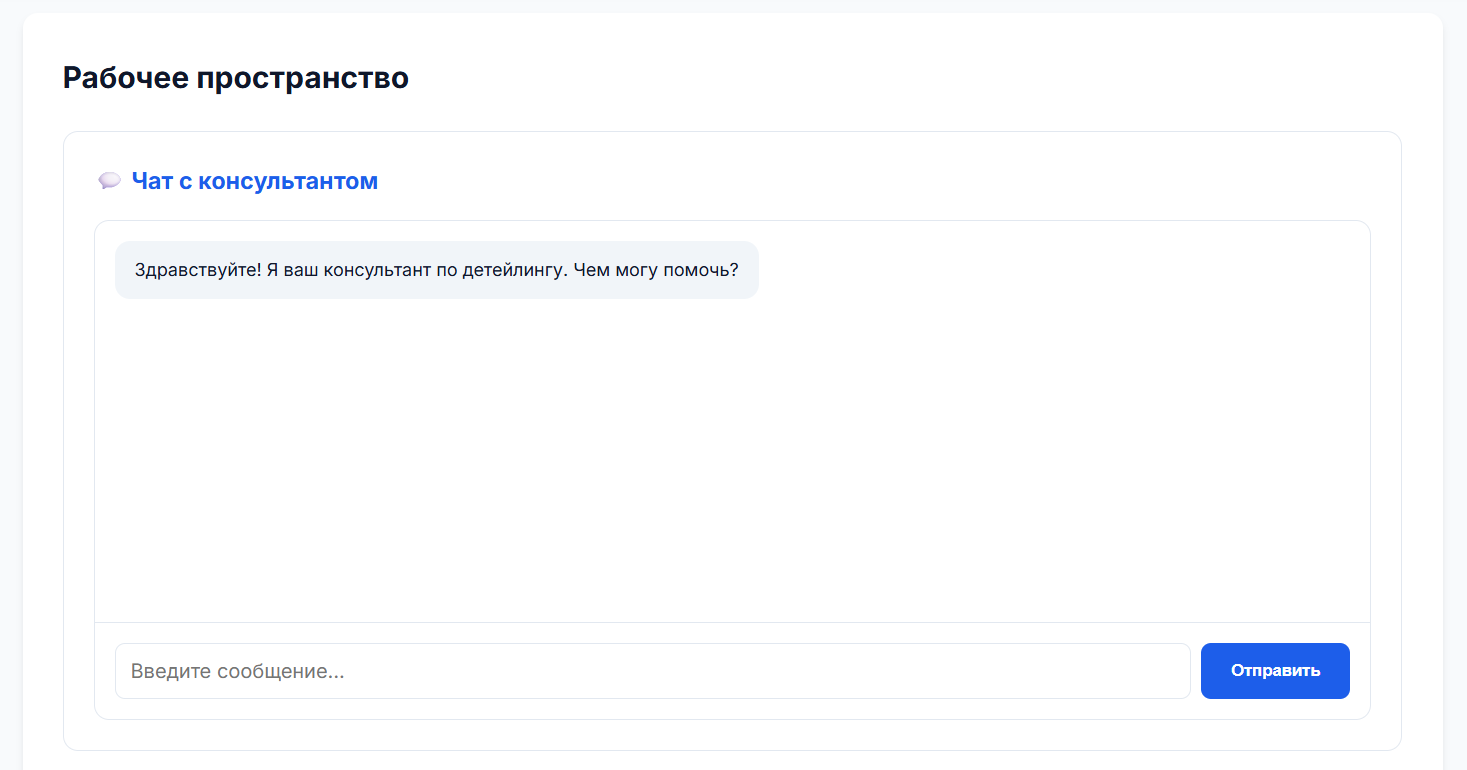 Рабочее пространство
Чат с консультантом
Здравствуйте! Я ваш консультант по детейлингу. Чем могу помочь?
Введите сообщение...
Отправить